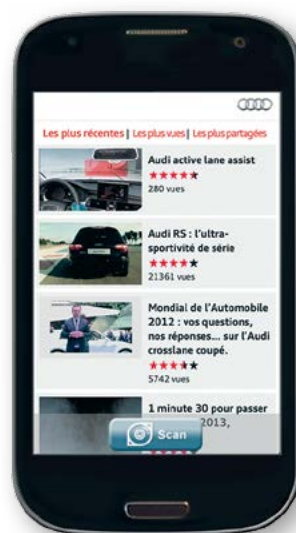 Les plus récentes | Les plus vues | Les plus partagées
Audi active lane assist
280 vues
Audi RS : l'ultra-
sportivité de série
21361 vues
Mondial de l'Automobile
2012 : vos questions,
nos réponses... sur l'Audi
crosslane coupé.
5742 vues
1 minute 30 pour passer
2013,
Scan